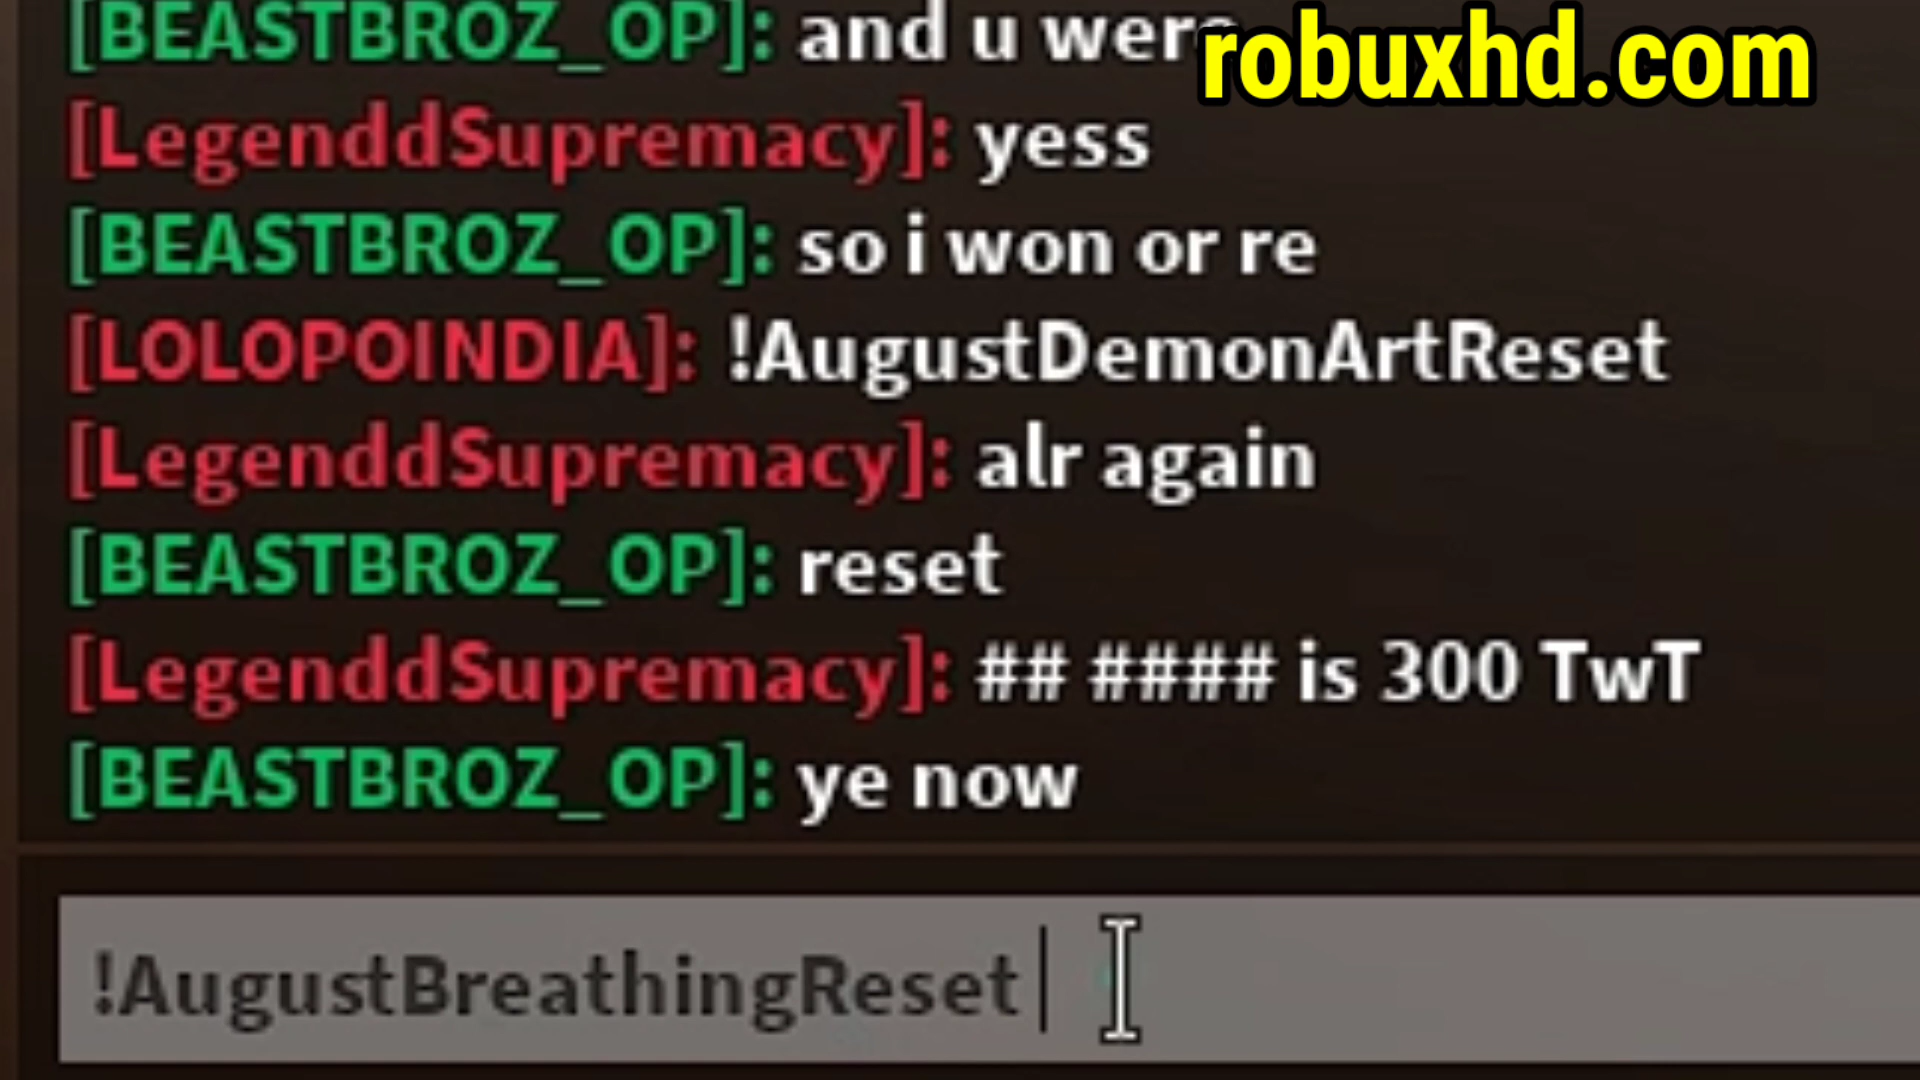 [BEASTBROZ_OP]: and u were
robuxhd.com
[LegenddSupremacy]: yess
[BEASTBROZ_OP]: so i won or re
[LOLOPOINDIA]: !AugustDemonArtReset
[LegenddSupremacy]: alr again
[BEASTBROZ_OP]: reset
[LegenddSupremacy]: ## #### is 300 TwT
[BEASTBROZ_OP]: ye now
!AugustBreathingReset